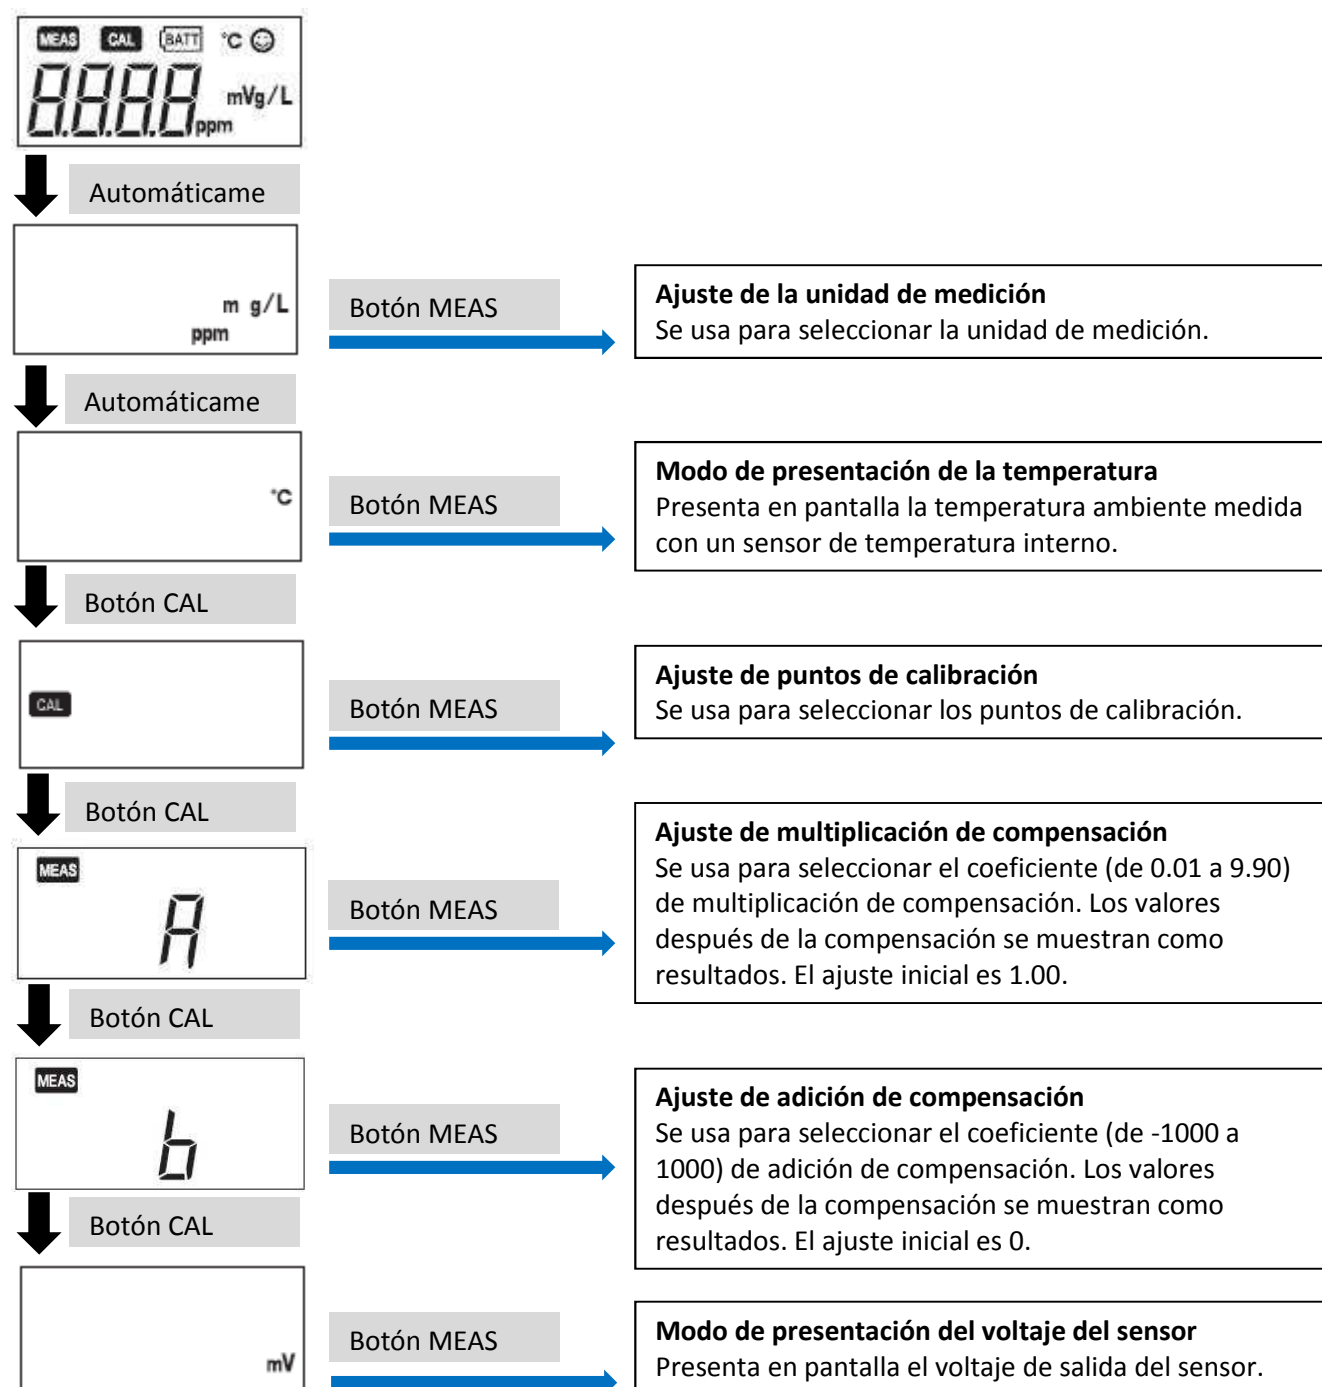 MEAS CAL BATT °C
8.8.8.8 mVg/L
ppm
Automáticame
m g/L
ppm
Botón MEAS
Ajuste de la unidad de medición
Se usa para seleccionar la unidad de medición.
Automáticame
°C
Botón MEAS
Modo de presentación de la temperatura
Presenta en pantalla la temperatura ambiente medida
con un sensor de temperatura interno.
Botón CAL
CAL
Botón MEAS
Ajuste de puntos de calibración
Se usa para seleccionar los puntos de calibración.
Botón CAL
MEAS
A
Botón MEAS
Ajuste de multiplicación de compensación
Se usa para seleccionar el coeficiente (de 0.01 a 9.90)
de multiplicación de compensación. Los valores
después de la compensación se muestran como
resultados. El ajuste inicial es 1.00.
Botón CAL
MEAS
b
Botón MEAS
Ajuste de adición de compensación
Se usa para seleccionar el coeficiente (de -1000 a
1000) de adición de compensación. Los valores
después de la compensación se muestran como
resultados. El ajuste inicial es 0.
Botón CAL
mV
Botón MEAS
Modo de presentación del voltaje del sensor
Presenta en pantalla el voltaje de salida del sensor.